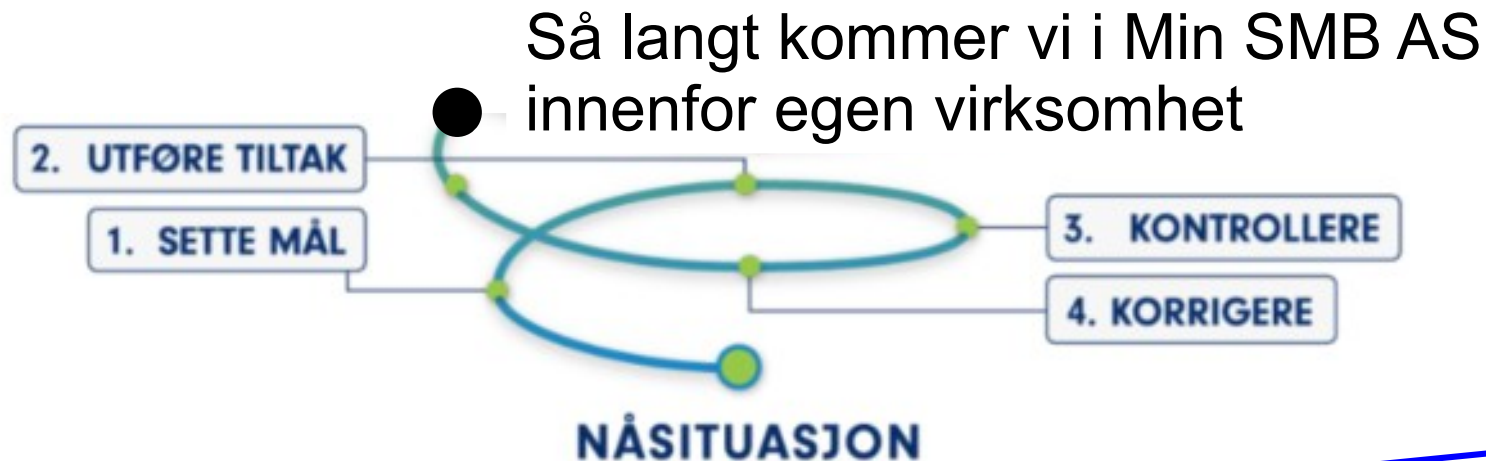 Så langt kommer vi i Min SMB AS
innenfor egen virksomhet
2. UTFØRE TILTAK
1. SETTE MÅL
3. KONTROLLERE
4. KORRIGERE
NÅSITUASJON